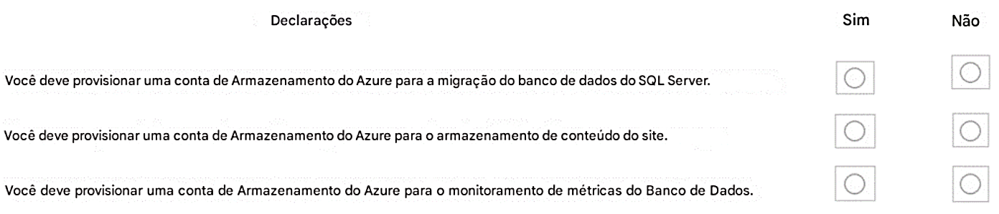 Declarações Sim Não
Você deve provisionar uma conta de Armazenamento do Azure para a migração do banco de dados do SQL Server.
Você deve provisionar uma conta de Armazenamento do Azure para o armazenamento de conteúdo do site.
Você deve provisionar uma conta de Armazenamento do Azure para o monitoramento de métricas do Banco de Dados.